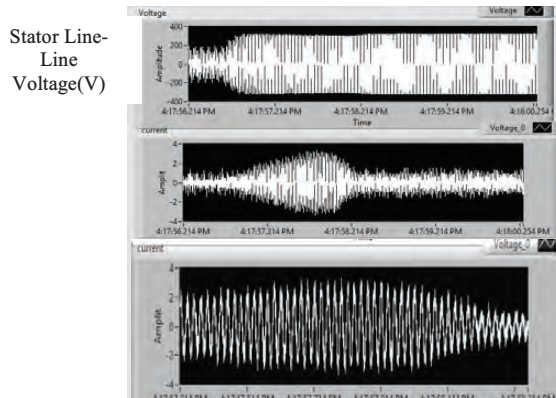 Stator Line-
Line
Voltage(V)
Voltage
Voltage
Amplitude
400
200
0
-200
-400
4:17:56.214 PM 4:17:57.214 PM 4:17:58.214 PM 4:17:59.214 PM 4:18:00.254 PM
Time
current
Voltage_0
Amplit
4
2
0
-2
-4
4:17:56.214 PM 4:17:57.214 PM 4:17:58.214 PM 4:17:59.214 PM 4:18:00.254 PM
current
Voltage_0
Amplit
4
2
0
-2
-4